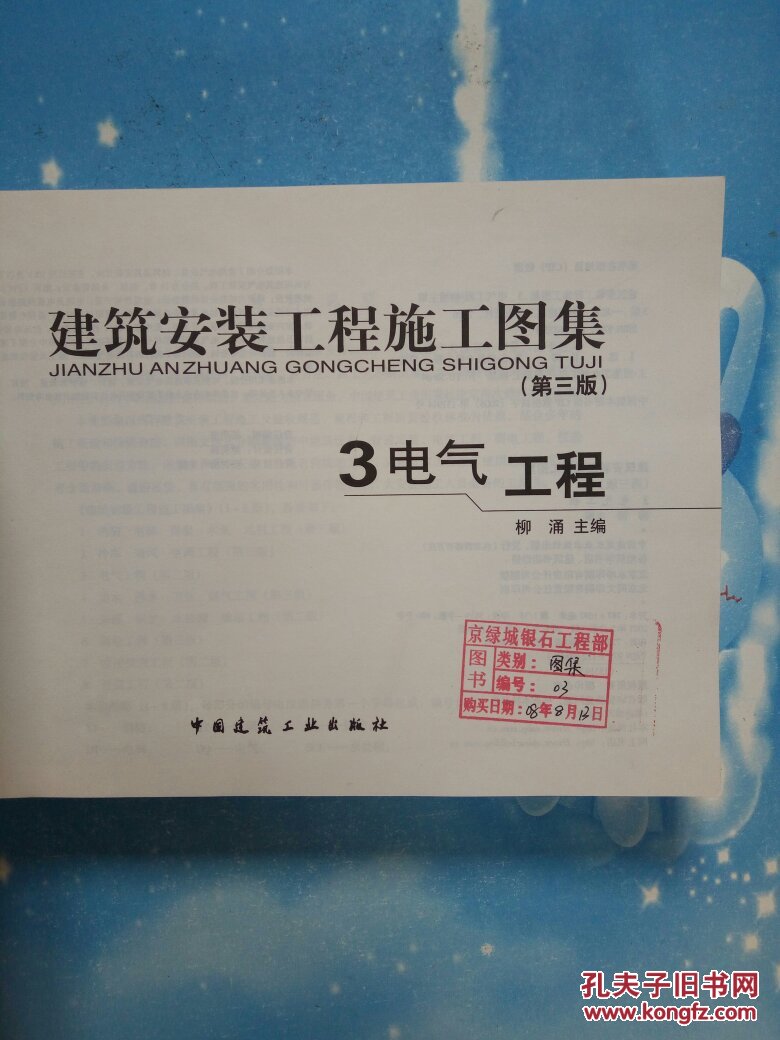 建筑安装工程施工图集
JIANZHU ANZHUANG GONGCHENG SHIGONG TUJI
（第三版）
3 电气 工程
柳 涌 主编
京绿城银石工程部
图书 类别：图集
编号：03
购买日期：08年8月13日
中国建筑工业出版社
孔夫子旧书网
www.kongfz.com